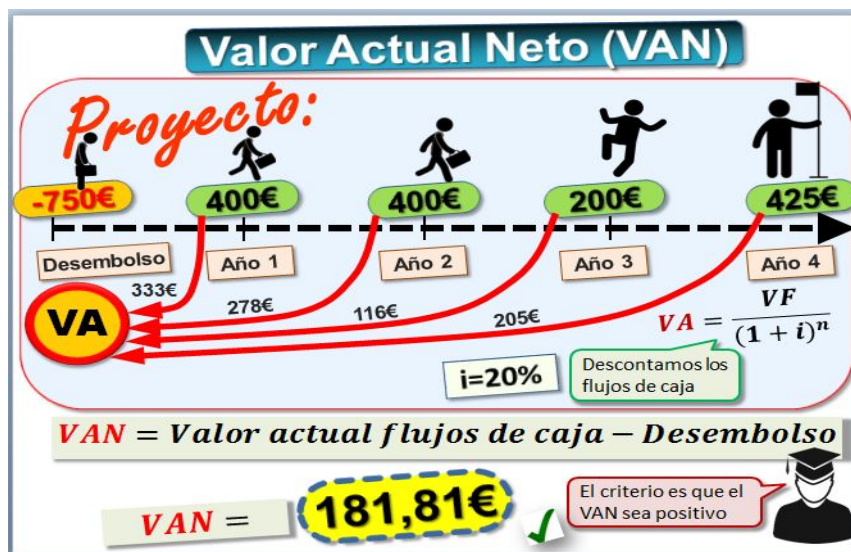 Valor Actual Neto (VAN)
Proyecto:
-750€ 400€ 400€ 200€ 425€
Desembolso Año 1 Año 2 Año 3 Año 4
333€
278€
116€
205€
VA
VA = VF / (1 + i)^n
i=20%
Descontamos los
flujos de caja
VAN = Valor actual flujos de caja − Desembolso
VAN = 181,81€
El criterio es que el
VAN sea positivo